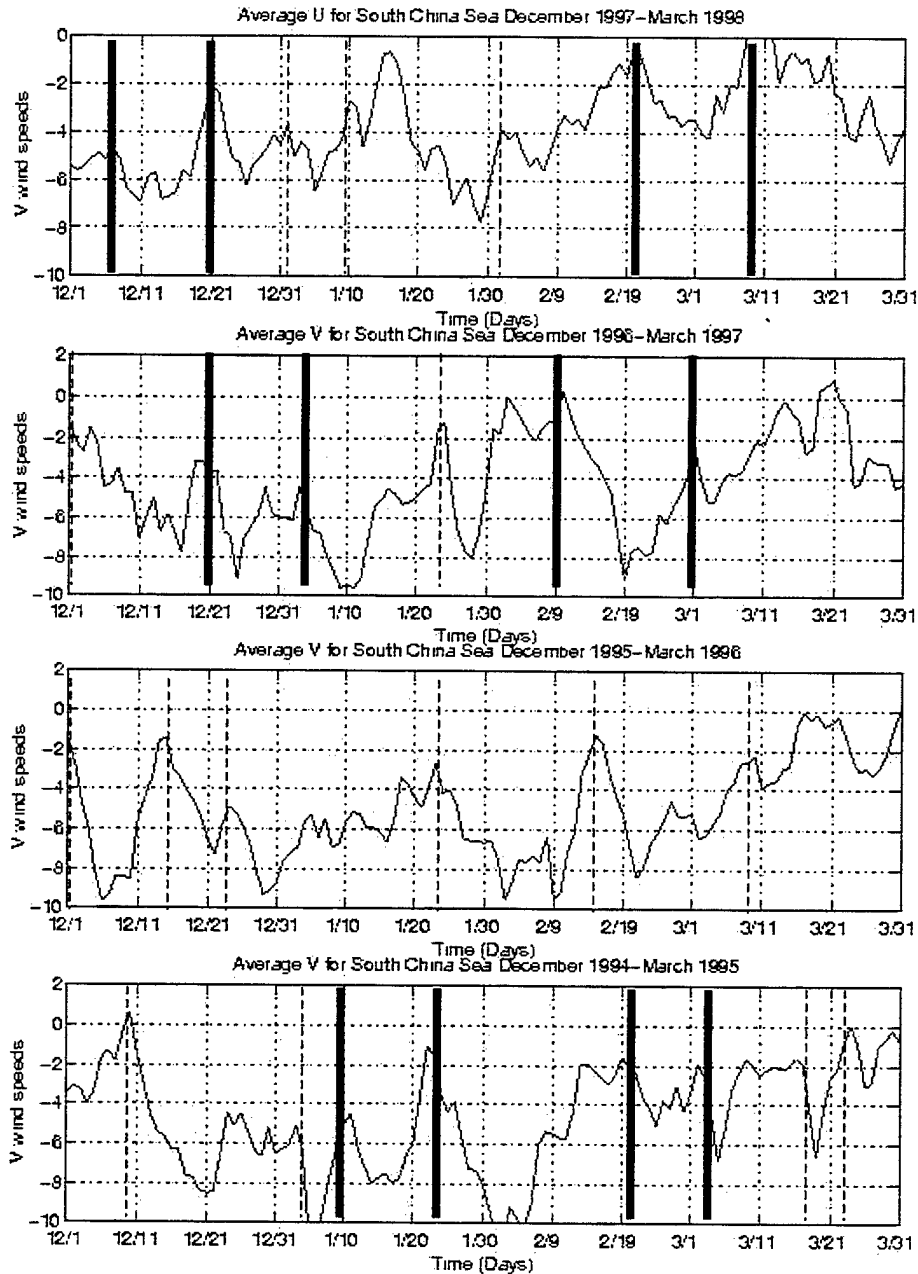 Average U for South China Sea December 1997-March 1998
0
-2
-4
-6
-8
-10
V wind speeds
12/1 12/11 12/21 12/31 1/10 1/20 1/30 2/9 2/19 3/1 3/11 3/21 3/31
Time (Days)
Average V for South China Sea December 1996-March 1997
2
0
-2
-4
-6
-8
-10
V wind speeds
12/1 12/11 12/21 12/31 1/10 1/20 1/30 2/9 2/19 3/1 3/11 3/21 3/31
Time (Days)
Average V for South China Sea December 1995-March 1996
2
0
-2
-4
-6
-8
-10
V wind speeds
12/1 12/11 12/21 12/31 1/10 1/20 1/30 2/9 2/19 3/1 3/11 3/21 3/31
Time (Days)
Average V for South China Sea December 1994-March 1995
2
0
-2
-4
-6
-8
-10
V wind speeds
12/1 12/11 12/21 12/31 1/10 1/20 1/30 2/9 2/19 3/1 3/11 3/21 3/31
Time (Days)